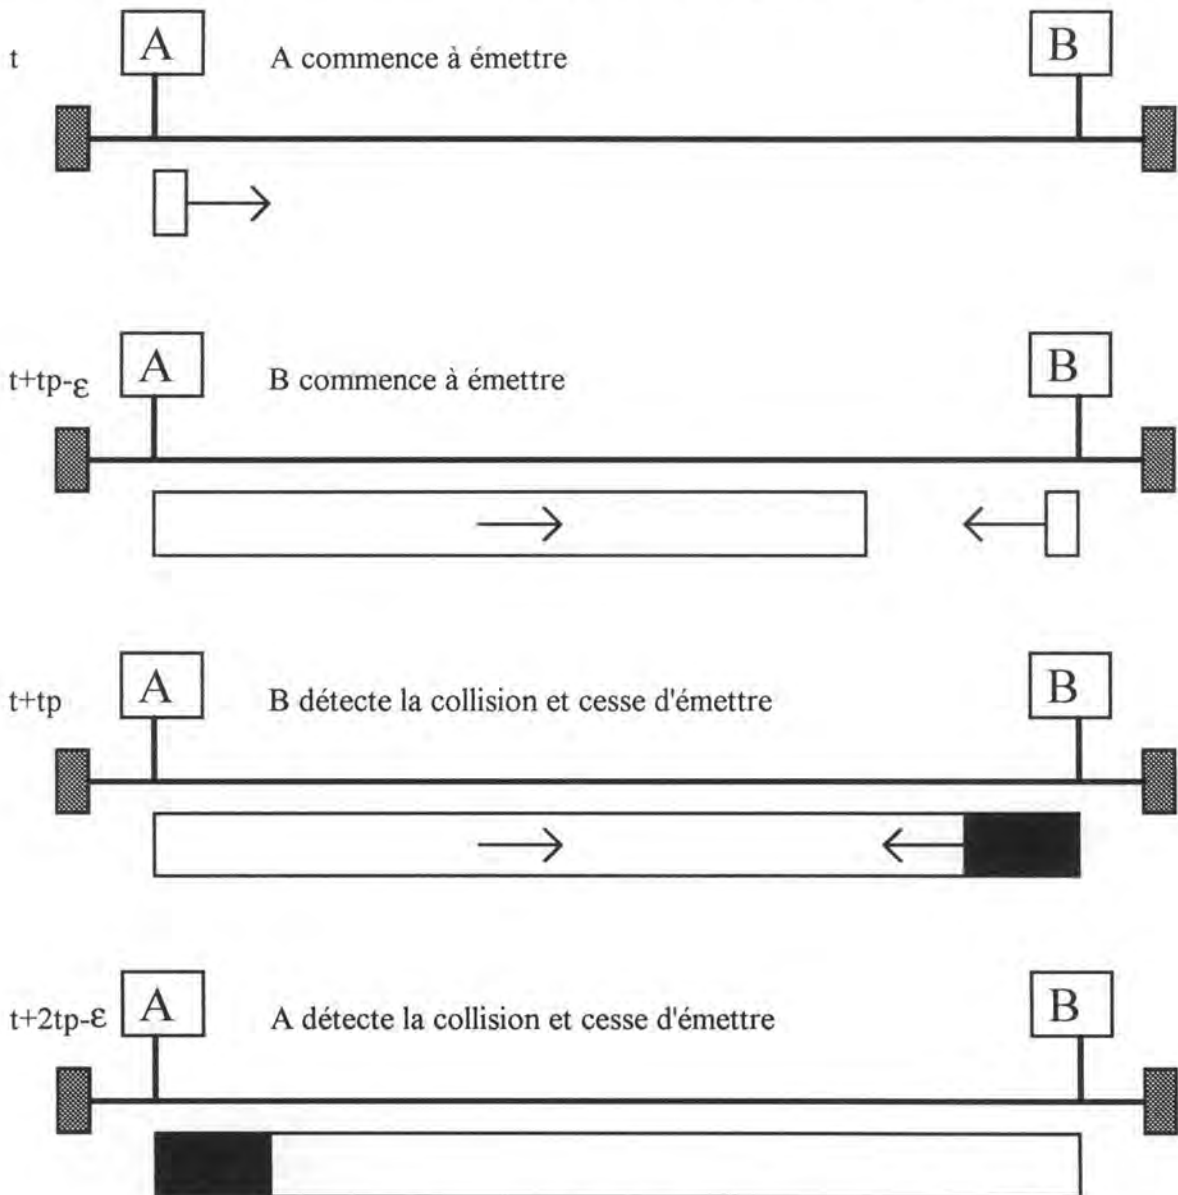 t A A commence à émettre B
t+tp-ε A B commence à émettre B
t+tp A B détecte la collision et cesse d'émettre B
t+2tp-ε A A détecte la collision et cesse d'émettre B